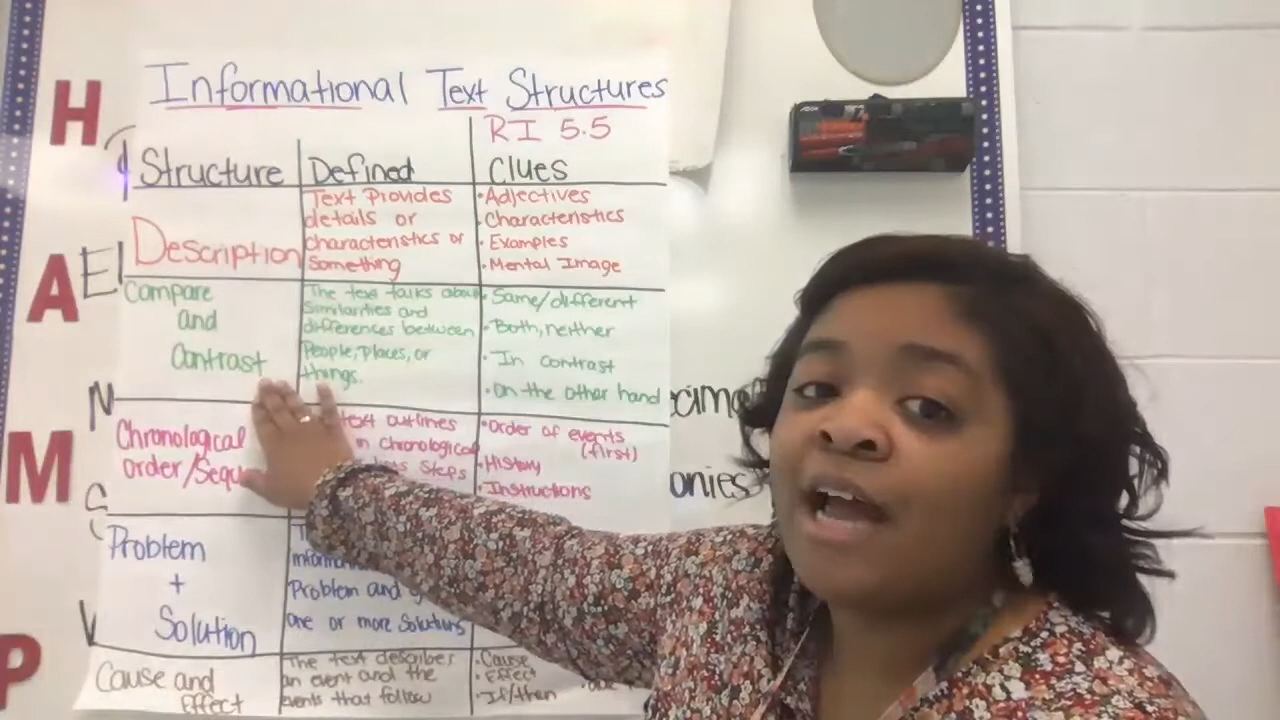 Informational Text Structures
RI 5.5
Structure
Defined
Clues
Description
Text Provides
details or
characteristics of
Something
• Adjectives
• Characteristics
• Examples
• Mental Image
Compare
and
Contrast
The text talks about
Similarities and
differences between
People, places, or
things.
• Same/different
• Both, neither
• In contrast
• On the other hand
Chronological
order/Sequ
text outlines
in chronological
steps
• Order of events
(first)
• History
• Instructions
Problem
+
Solution
Problem and
one or more Solutions
Cause and
Effect
The text describes
an event and the
events that follow
• Cause
• Effect
• If/then
H
A
M
P